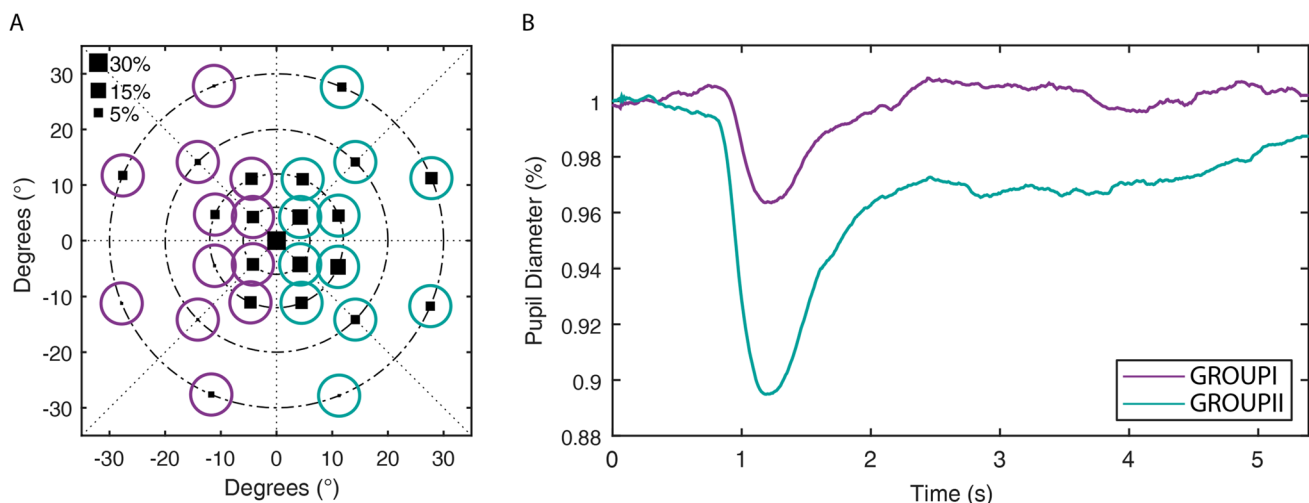 A
30%
15%
5%
30
20
10
0
-10
-20
-30
Degrees (°)
-30 -20 -10 0 10 20 30
Degrees (°)
B
1
0.98
0.96
0.94
0.92
0.9
0.88
Pupil Diameter (%)
0 1 2 3 4 5
Time (s)
GROUPI
GROUPII